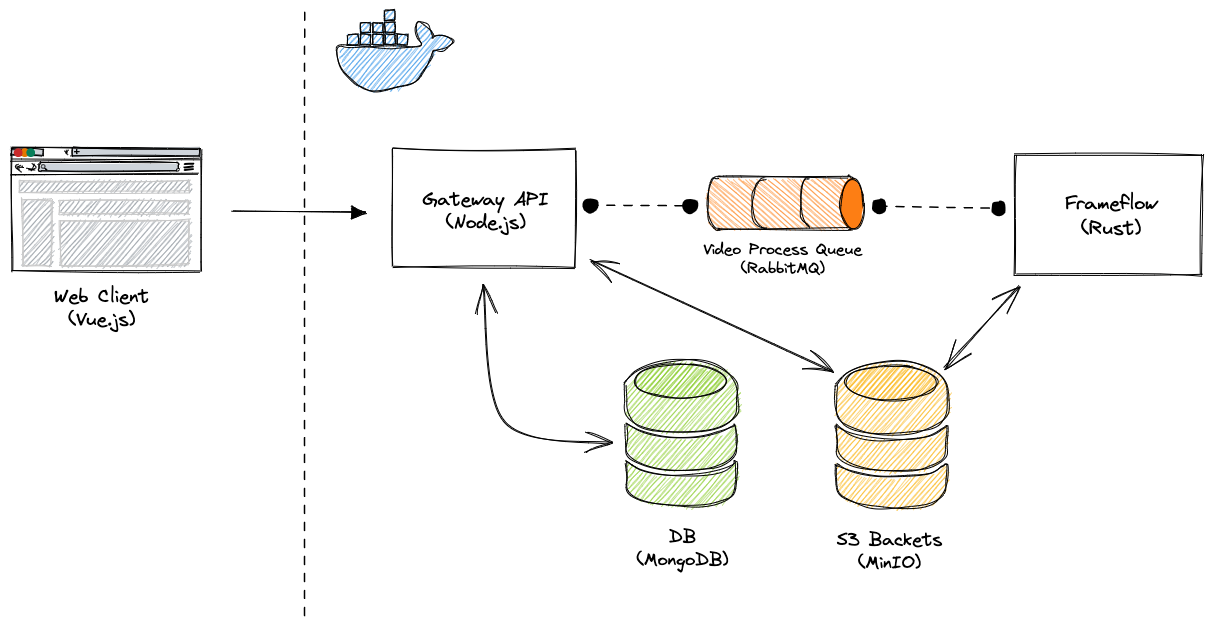 Gateway API
(Node.js)
Video Process Queue
(RabbitMQ)
Frameflow
(Rust)
Web Client
(Vue.js)
DB
(MongoDB)
S3 Backets
(MinIO)